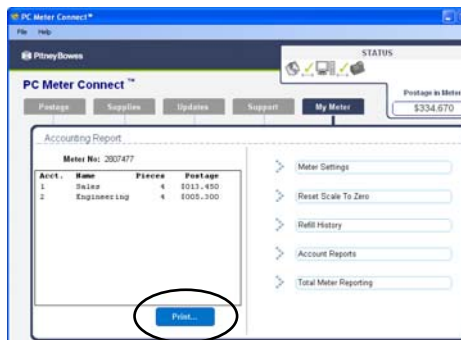 PC Meter Connect™
File Help
Pitney Bowes
STATUS
PC Meter Connect ™
Postage in Meter
$334.670
Postage Supplies Updates Support My Meter
Accounting Report
Meter No: 2807477
Acct. Name Pieces Postage
1 Sales 4 $013.450
2 Engineering 4 $005.300
Meter Settings
Reset Scale To Zero
Refill History
Account Reports
Total Meter Reporting
Print...